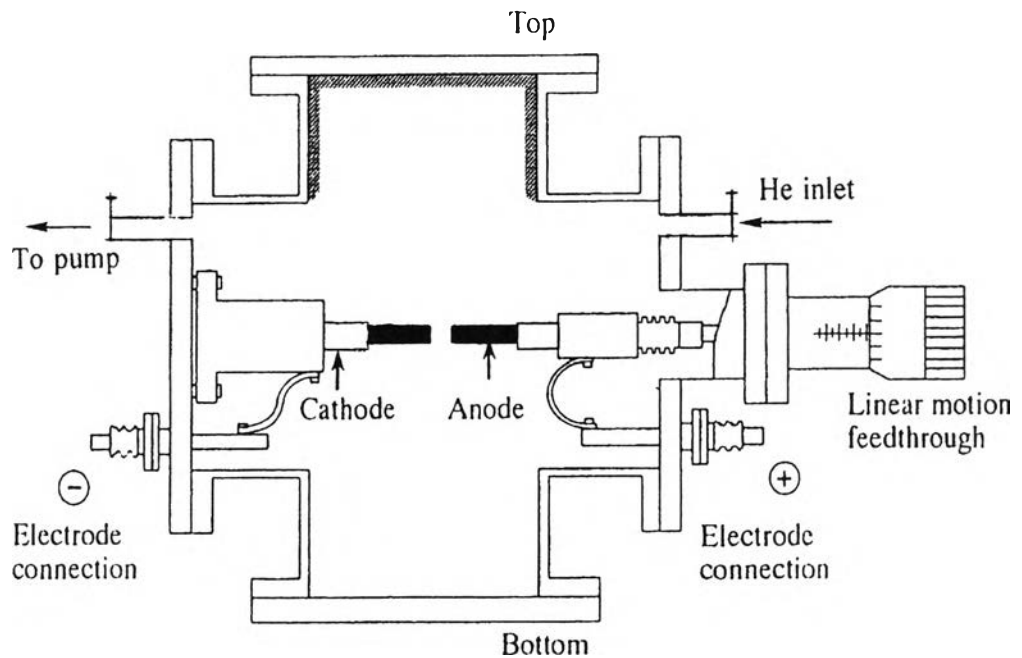 Top
He inlet
To pump
Cathode
Anode
Linear motion
feedthrough
−
+
Electrode
connection
Electrode
connection
Bottom